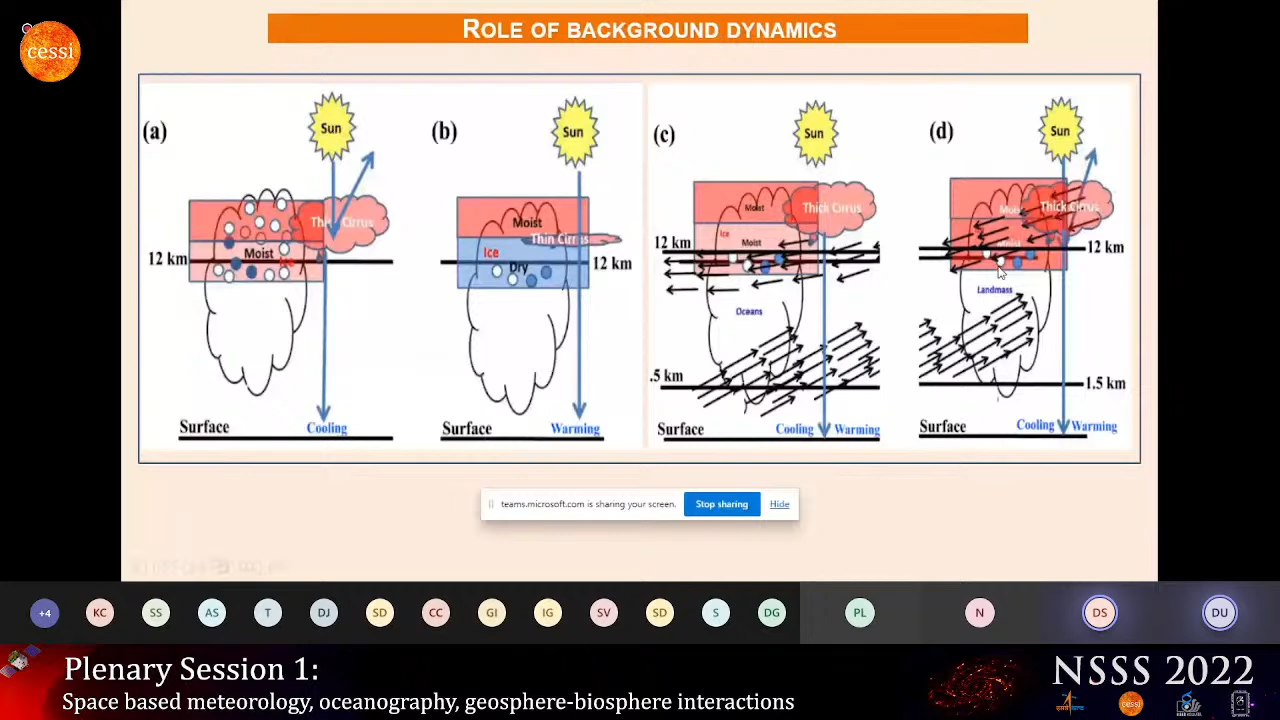 cessi
ROLE OF BACKGROUND DYNAMICS
(a)
Sun
Cirrus
Moist
12 km
Surface
Cooling
(b)
Sun
Moist
Thin Cirrus
Ice
Dry
12 km
Surface
Warming
(c)
Sun
Moist
Thick Cirrus
Ice
Moist
12 km
Oceans
.5 km
Surface
Cooling
Warming
(d)
Sun
Moist
Thick Cirrus
Moist
12 km
Landmass
1.5 km
Surface
Cooling
Warming
teams.microsoft.com is sharing your screen.
Stop sharing
Hide
+4
KC
SS
AS
T
DJ
SD
CC
GI
IG
SV
SD
S
DG
PL
N
DS
DU
Plenary Session 1:
Space based meteorology, oceanography, geosphere-biosphere interactions
NSSS 2022
cessi